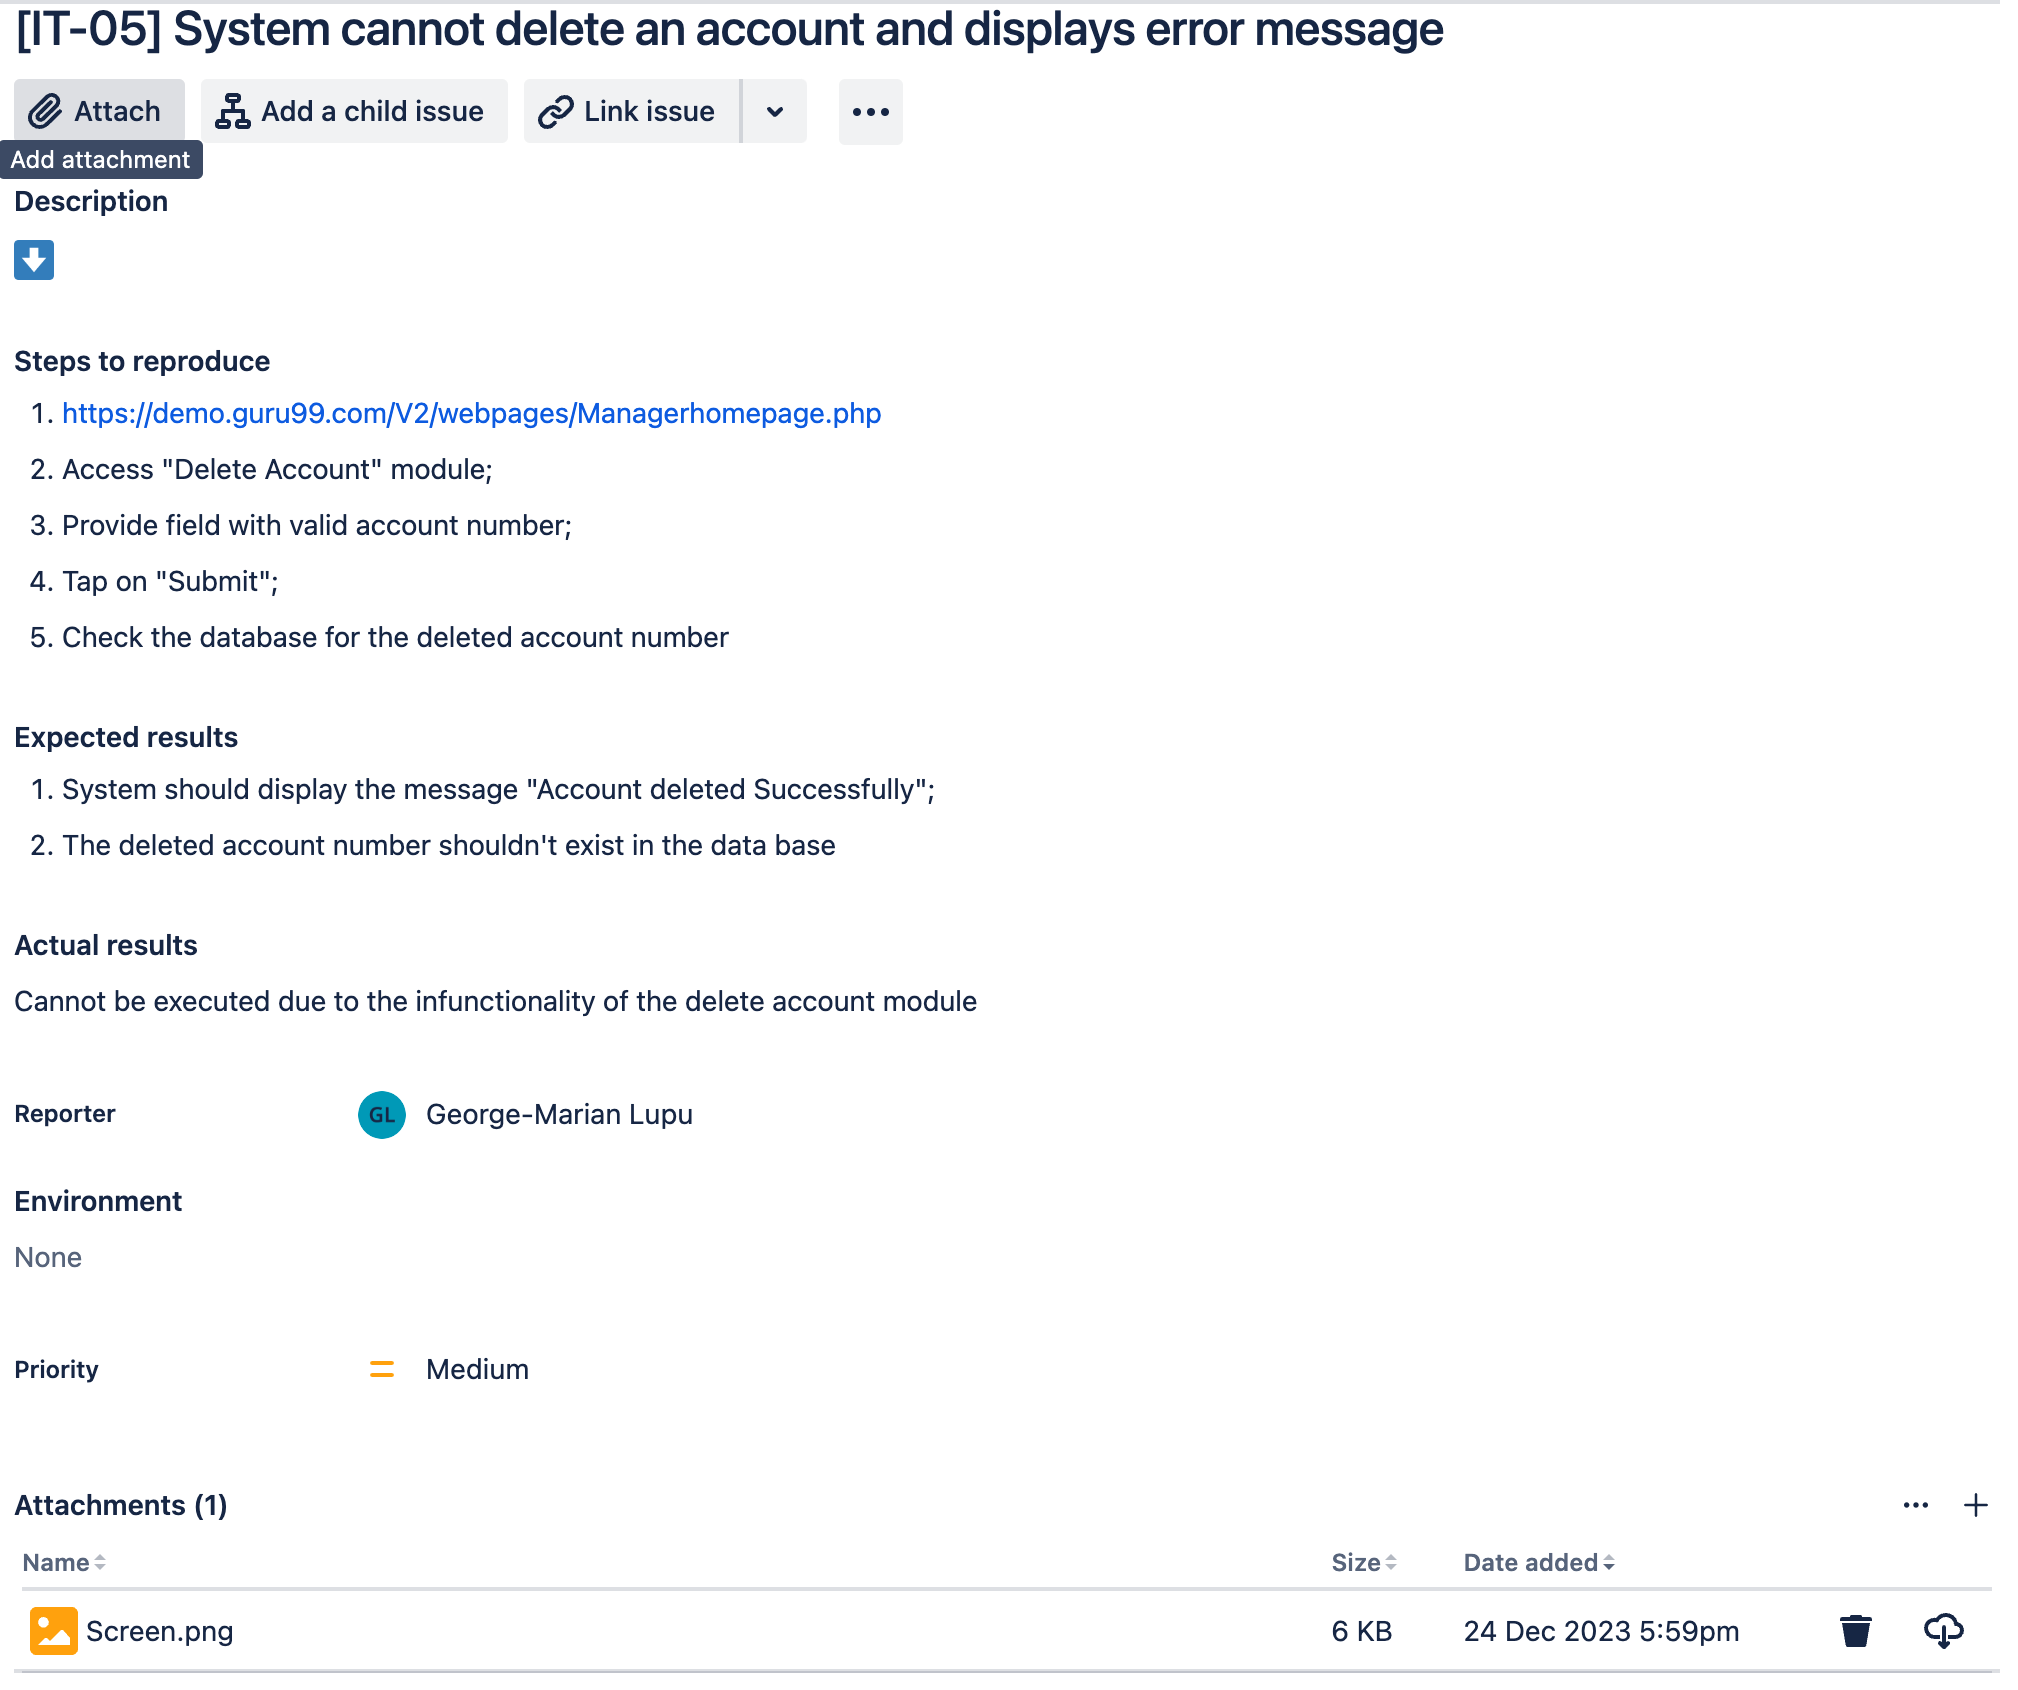 [IT-05] System cannot delete an account and displays error message
Attach
Add a child issue
Link issue
Add attachment
Description
Steps to reproduce
1. https://demo.guru99.com/V2/webpages/Managerhomepage.php
2. Access "Delete Account" module;
3. Provide field with valid account number;
4. Tap on "Submit";
5. Check the database for the deleted account number
Expected results
1. System should display the message "Account deleted Successfully";
2. The deleted account number shouldn't exist in the data base
Actual results
Cannot be executed due to the infunctionality of the delete account module
Reporter GL George-Marian Lupu
Environment
None
Priority Medium
Attachments (1)
Name Size Date added
Screen.png 6 KB 24 Dec 2023 5:59pm